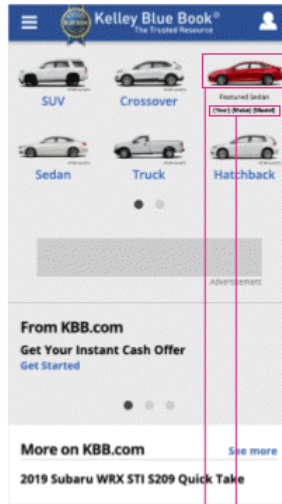 Kelley Blue Book®
The Trusted Resource
SUV
Crossover
Featured Sedan
[Year] [Make] [Model]
Sedan
Truck
Hatchback
Advertisement
From KBB.com
Get Your Instant Cash Offer
Get Started
More on KBB.com
See more
2019 Subaru WRX STI S209 Quick Take